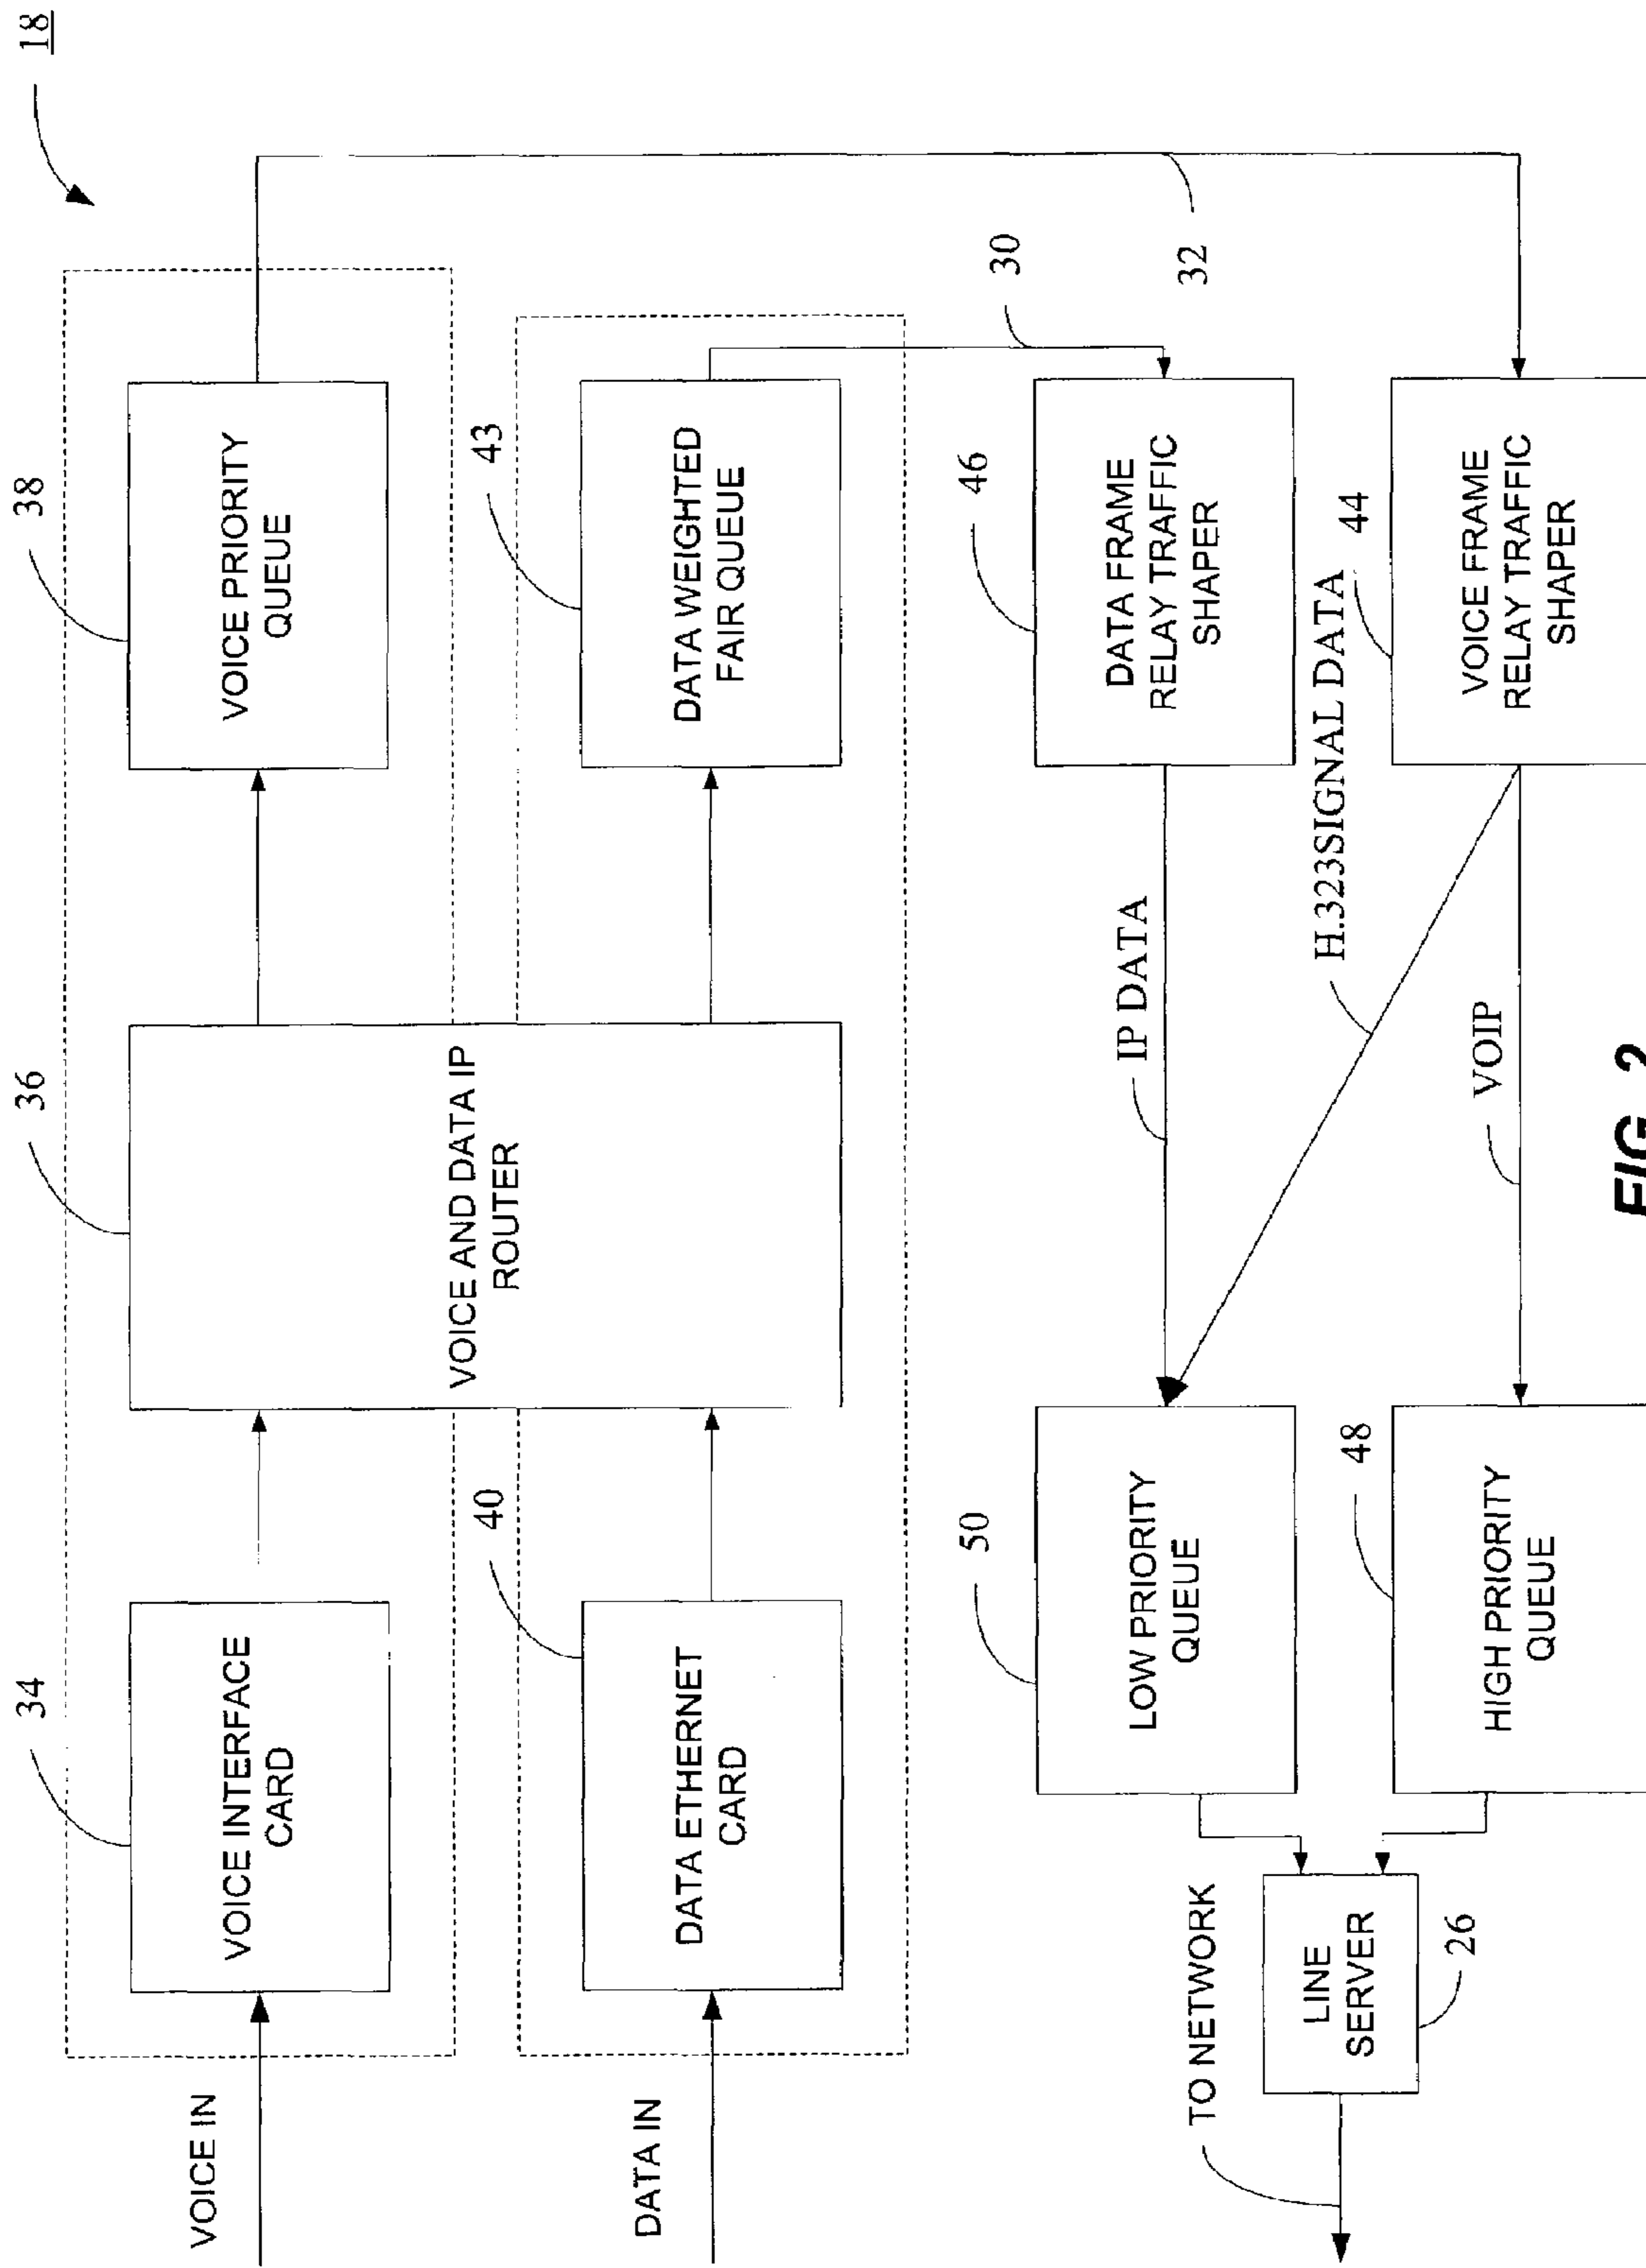 18
34
36
38
VOICE IN
VOICE INTERFACE
CARD
VOICE AND DATA IP
ROUTER
VOICE PRIORITY
QUEUE
40
43
DATA IN
DATA ETHERNET
CARD
DATA WEIGHTED
FAIR QUEUE
30
32
50
IP DATA
46
LOW PRIORITY
QUEUE
DATA FRAME
RELAY TRAFFIC
SHAPER
TO NETWORK
LINE
SERVER
26
H.323SIGNAL DATA
48
44
HIGH PRIORITY
QUEUE
VOIP
VOICE FRAME
RELAY TRAFFIC
SHAPER
FIG. 2